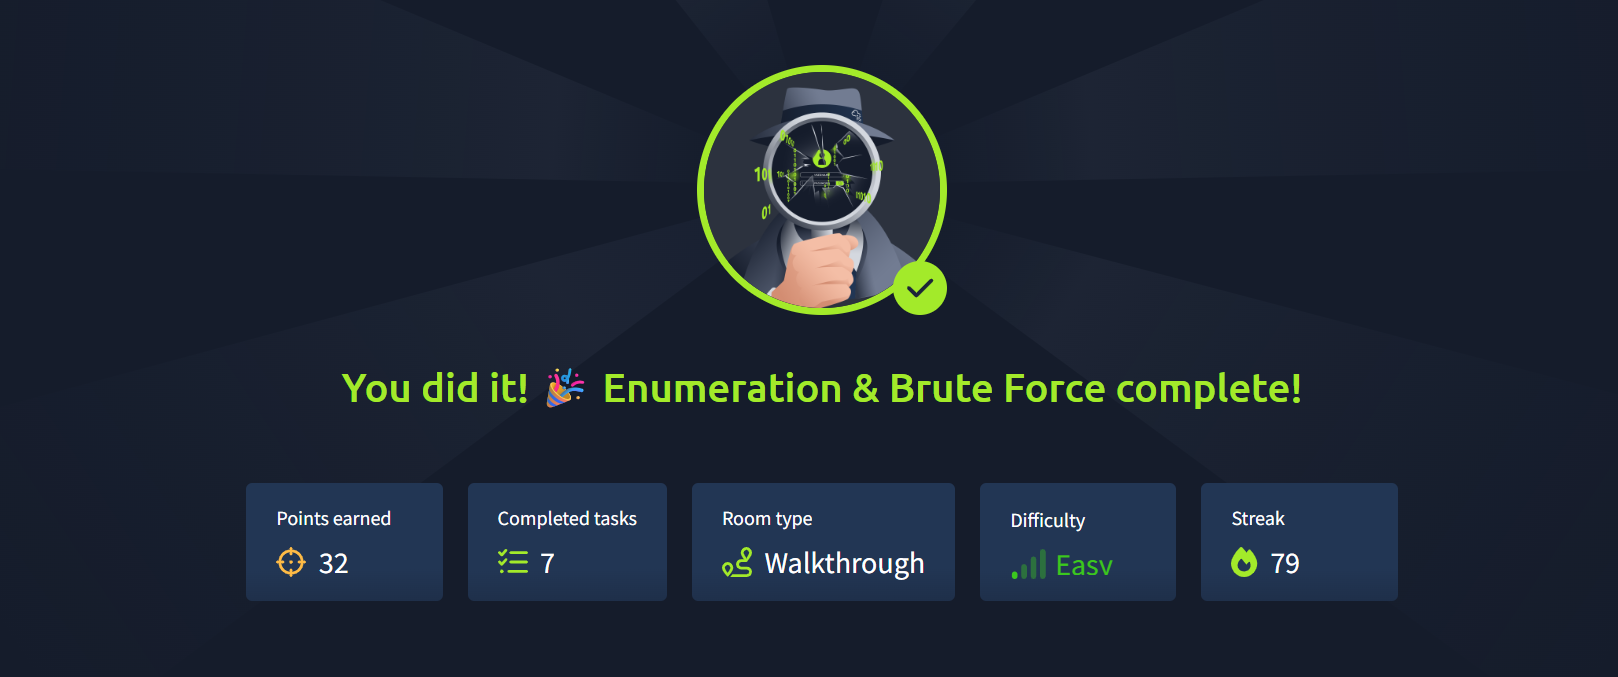 You did it! 🎉 Enumeration & Brute Force complete!
Points earned
32
Completed tasks
7
Room type
Walkthrough
Difficulty
Easy
Streak
79